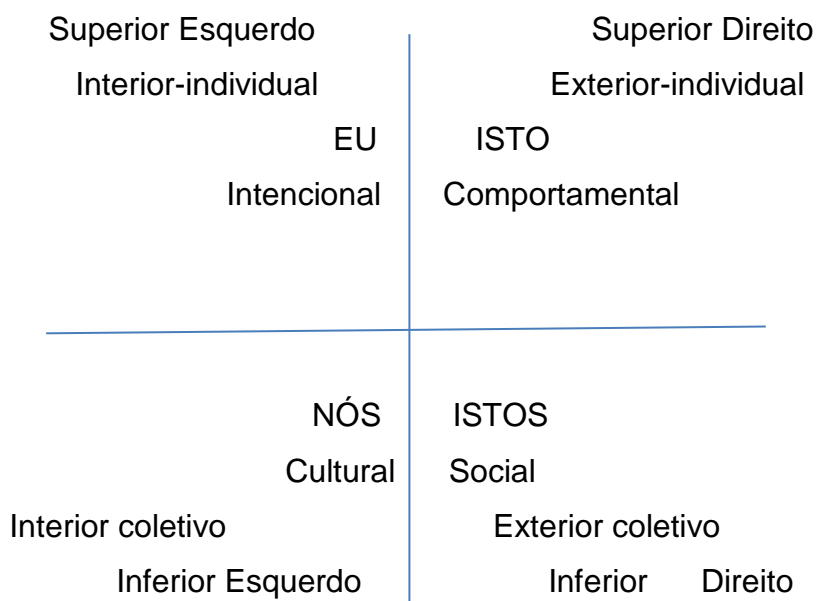 Superior Esquerdo Superior Direito
Interior-individual Exterior-individual
EU ISTO
Intencional Comportamental
NÓS ISTOS
Cultural Social
Interior coletivo Exterior coletivo
Inferior Esquerdo Inferior Direito